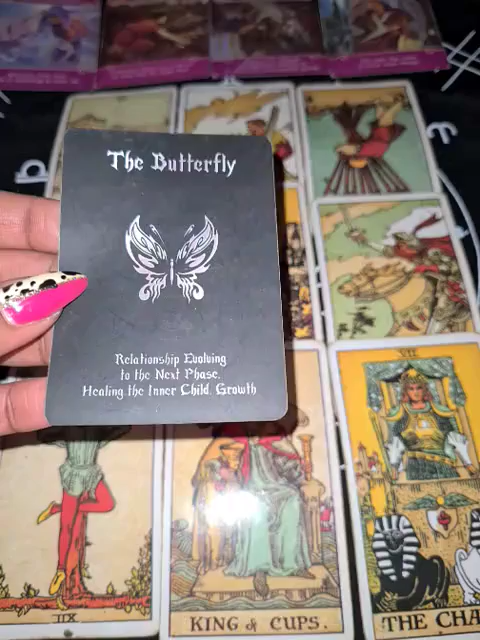 The Butterfly
Relationship Evolving
to the Next Phase.
Healing the Inner Child. Growth
VII
XII
KING of CUPS.
THE CHA